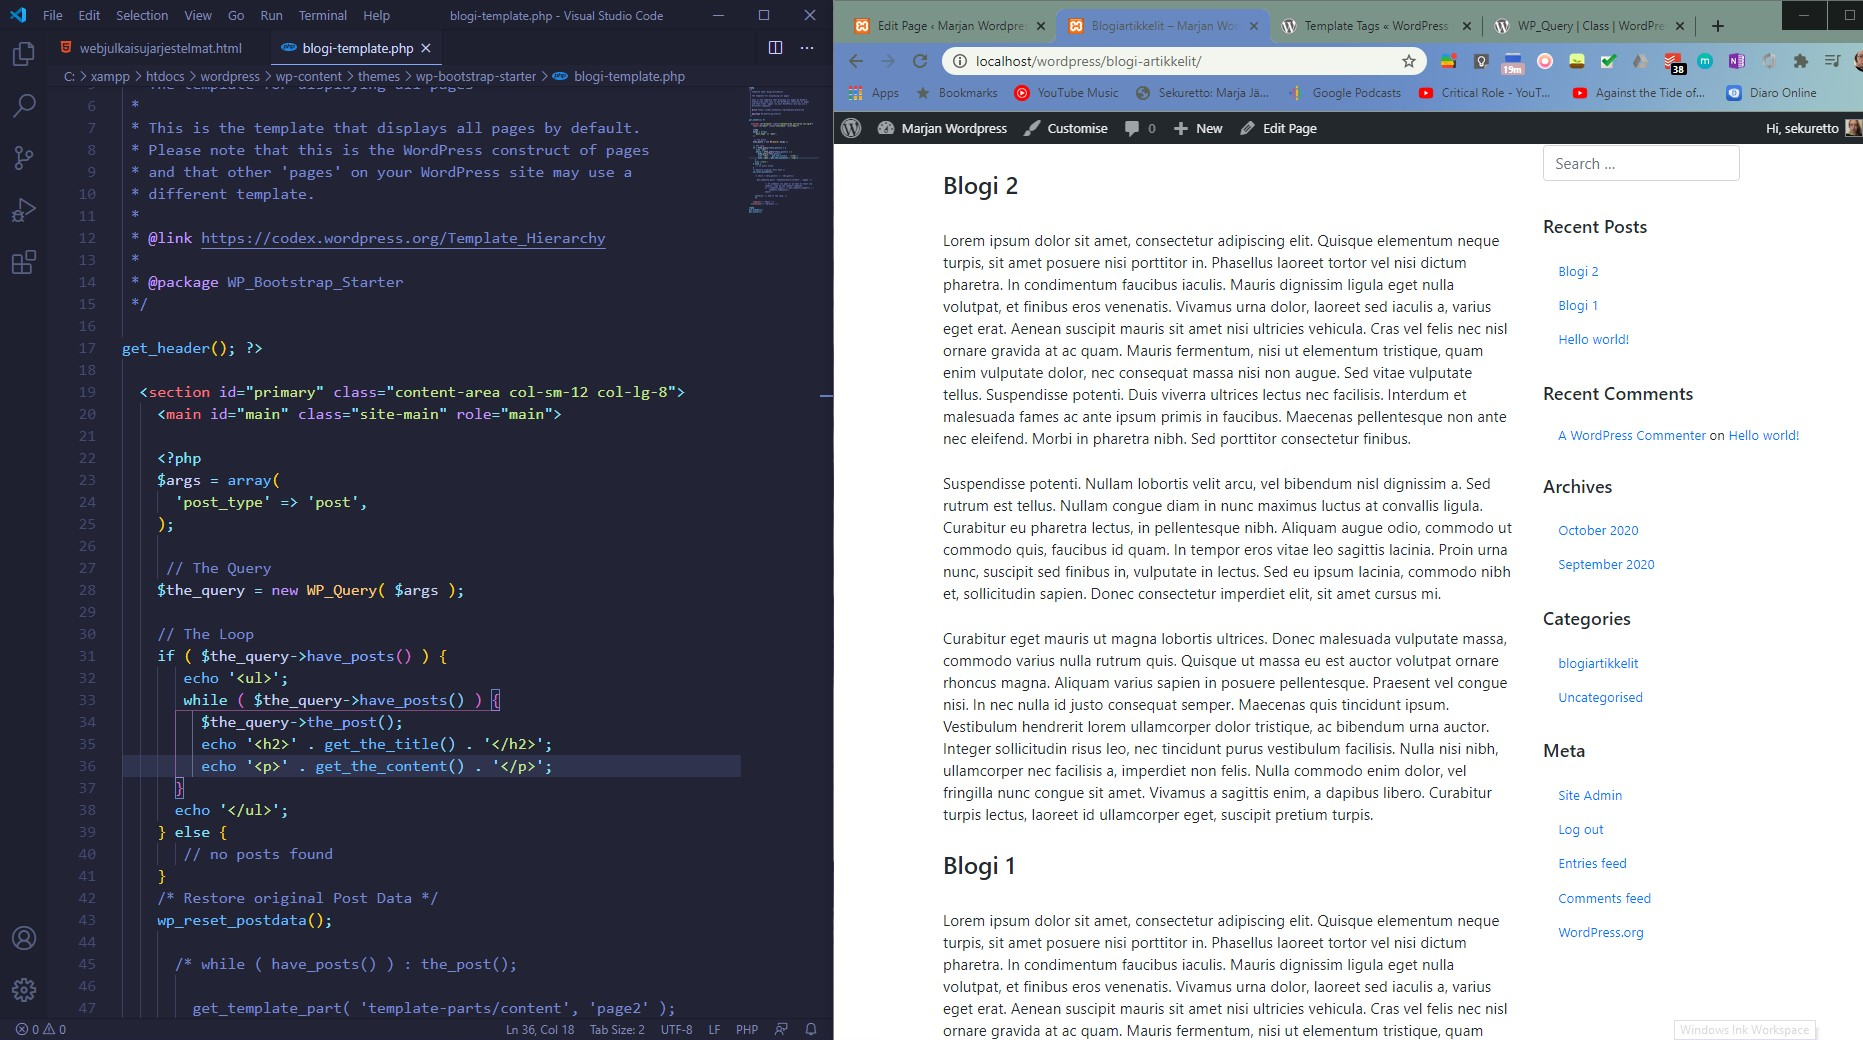 File Edit Selection View Go Run Terminal Help
blogi-template.php - Visual Studio Code
webjulkaisujarjestelmat.html
blogi-template.php
C: > xampp > htdocs > wordpress > wp-content > themes > wp-bootstrap-starter > blogi-template.php
* The template for displaying all pages
6 *
7 * This is the template that displays all pages by default.
8 * Please note that this is the WordPress construct of pages
9 * and that other 'pages' on your WordPress site may use a
10 * different template.
11 *
12 * @link https://codex.wordpress.org/Template_Hierarchy
13 *
14 * @package WP_Bootstrap_Starter
15 */
16
17 get_header(); ?>
18
19 <section id="primary" class="content-area col-sm-12 col-lg-8">
20 <main id="main" class="site-main" role="main">
21
22 <?php
23 $args = array(
24 'post_type' => 'post',
25 );
26
27 // The Query
28 $the_query = new WP_Query( $args );
29
30 // The Loop
31 if ( $the_query->have_posts() ) {
32 echo '<ul>';
33 while ( $the_query->have_posts() ) {
34 $the_query->the_post();
35 echo '<h2>' . get_the_title() . '</h2>';
36 echo '<p>' . get_the_content() . '</p>';
37 }
38 echo '</ul>';
39 } else {
40 // no posts found
41 }
42 /* Restore original Post Data */
43 wp_reset_postdata();
44
45 /* while ( have_posts() ) : the_post();
46
47 get_template_part( 'template-parts/content', 'page2' );
0 0
Ln 36, Col 18 Tab Size: 2 UTF-8 LF PHP
Edit Page ‹ Marjan Wordpre
Blogiartikkelit – Marjan Wo
Template Tags « WordPress
WP_Query | Class | WordPre
localhost/wordpress/blogi-artikkelit/
19m
38
Apps Bookmarks YouTube Music Sekuretto: Marja Jä... Google Podcasts Critical Role - YouT... Against the Tide of... Diaro Online
Marjan Wordpress Customise 0 New Edit Page
Hi, sekuretto
Blogi 2
Lorem ipsum dolor sit amet, consectetur adipiscing elit. Quisque elementum neque
turpis, sit amet posuere nisi porttitor in. Phasellus laoreet tortor vel nisi dictum
pharetra. In condimentum faucibus iaculis. Mauris dignissim ligula eget nulla
volutpat, et finibus eros venenatis. Vivamus urna dolor, laoreet sed iaculis a, varius
eget erat. Aenean suscipit mauris sit amet nisi ultricies vehicula. Cras vel felis nec nisl
ornare gravida at ac quam. Mauris fermentum, nisi ut elementum tristique, quam
enim vulputate dolor, nec consequat massa nisi non augue. Sed vitae vulputate
tellus. Suspendisse potenti. Duis viverra ultrices lectus nec facilisis. Interdum et
malesuada fames ac ante ipsum primis in faucibus. Maecenas pellentesque non ante
nec eleifend. Morbi in pharetra nibh. Sed porttitor consectetur finibus.
Suspendisse potenti. Nullam lobortis velit arcu, vel bibendum nisl dignissim a. Sed
rutrum est tellus. Nullam congue diam in nunc maximus luctus at convallis ligula.
Curabitur eu pharetra lectus, in pellentesque nibh. Aliquam augue odio, commodo ut
commodo quis, faucibus id quam. In tempor eros vitae leo sagittis lacinia. Proin urna
nunc, suscipit sed finibus in, vulputate in lectus. Sed eu ipsum lacinia, commodo nibh
et, sollicitudin sapien. Donec consectetur imperdiet elit, sit amet cursus mi.
Curabitur eget mauris ut magna lobortis ultrices. Donec malesuada vulputate massa,
commodo varius nulla rutrum quis. Quisque ut massa eu est auctor volutpat ornare
rhoncus magna. Aliquam varius sapien in posuere pellentesque. Praesent vel congue
nisi. In nec nulla id justo consequat semper. Maecenas quis tincidunt ipsum.
Vestibulum hendrerit lorem ullamcorper dolor tristique, ac bibendum urna auctor.
Integer sollicitudin risus leo, nec tincidunt purus vestibulum facilisis. Nulla nisi nibh,
ullamcorper nec facilisis a, imperdiet non felis. Nulla commodo enim dolor, vel
fringilla nunc congue sit amet. Vivamus a sagittis enim, a dapibus libero. Curabitur
turpis lectus, laoreet id ullamcorper eget, suscipit pretium turpis.
Blogi 1
Lorem ipsum dolor sit amet, consectetur adipiscing elit. Quisque elementum neque
turpis, sit amet posuere nisi porttitor in. Phasellus laoreet tortor vel nisi dictum
pharetra. In condimentum faucibus iaculis. Mauris dignissim ligula eget nulla
volutpat, et finibus eros venenatis. Vivamus urna dolor, laoreet sed iaculis a, varius
eget erat. Aenean suscipit mauris sit amet nisi ultricies vehicula. Cras vel felis nec nisl
ornare gravida at ac quam. Mauris fermentum, nisi ut elementum tristique, quam
Search ...
Recent Posts
Blogi 2
Blogi 1
Hello world!
Recent Comments
A WordPress Commenter on Hello world!
Archives
October 2020
September 2020
Categories
blogiartikkelit
Uncategorised
Meta
Site Admin
Log out
Entries feed
Comments feed
WordPress.org
Windows Ink Workspace